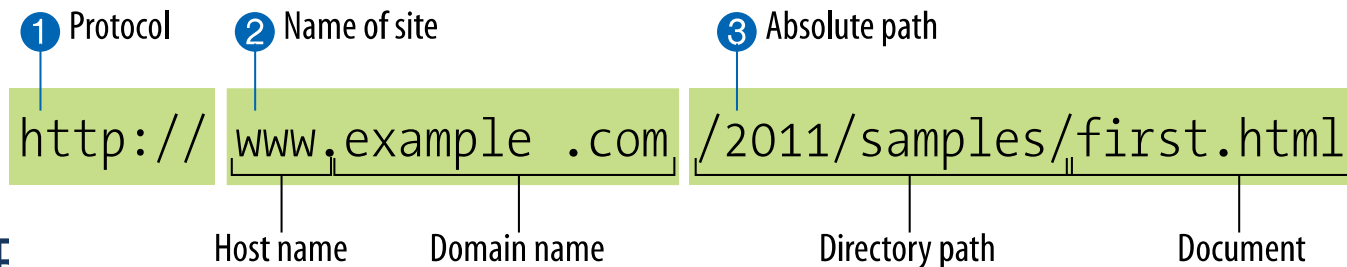 1 Protocol 2 Name of site 3 Absolute path
http:// www.example .com /2011/samples/first.html
Host name Domain name Directory path Document